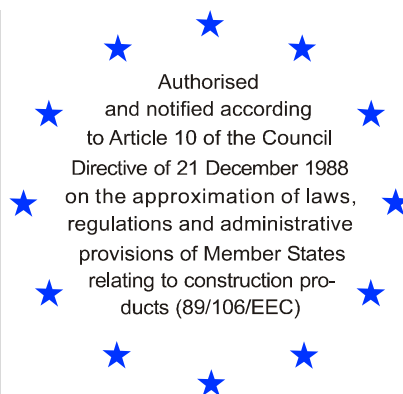 Authorised
and notified according
to Article 10 of the Council
Directive of 21 December 1988
on the approximation of laws,
regulations and administrative
provisions of Member States
relating to construction pro-
ducts (89/106/EEC)